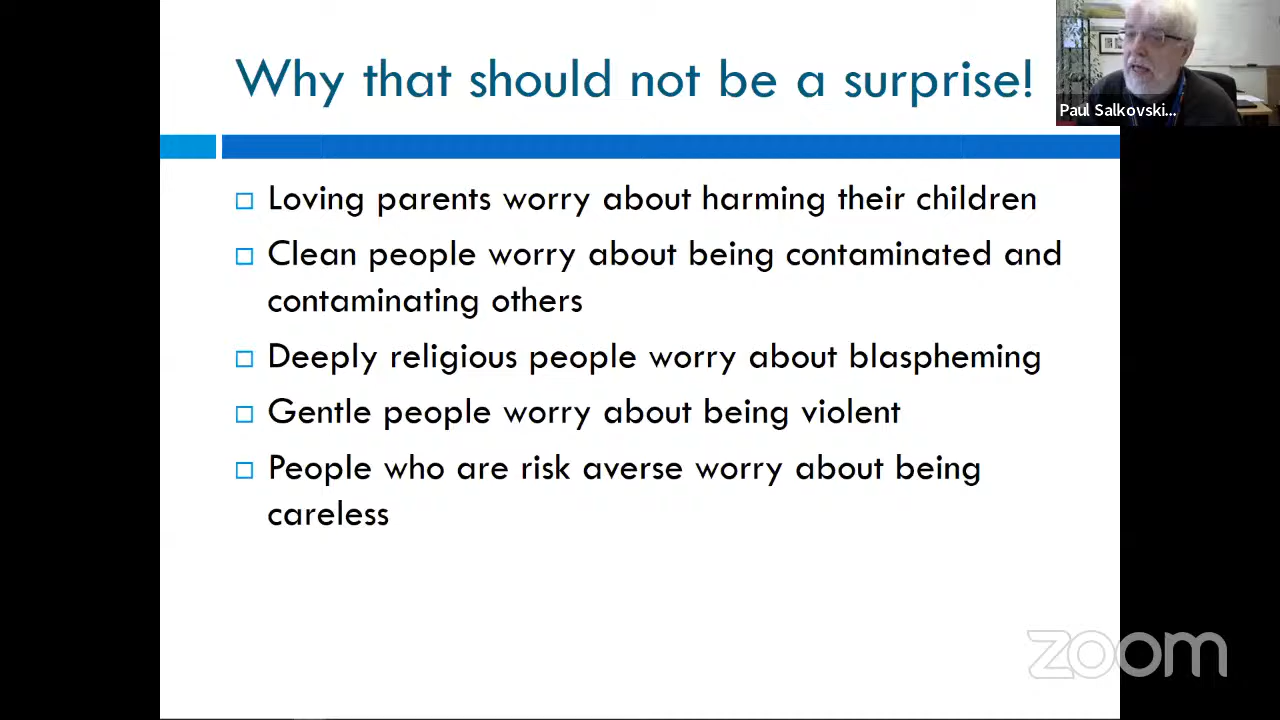 Why that should not be a surprise!
Paul Salkovski...
Loving parents worry about harming their children
Clean people worry about being contaminated and
contaminating others
Deeply religious people worry about blaspheming
Gentle people worry about being violent
People who are risk averse worry about being
careless
zoom